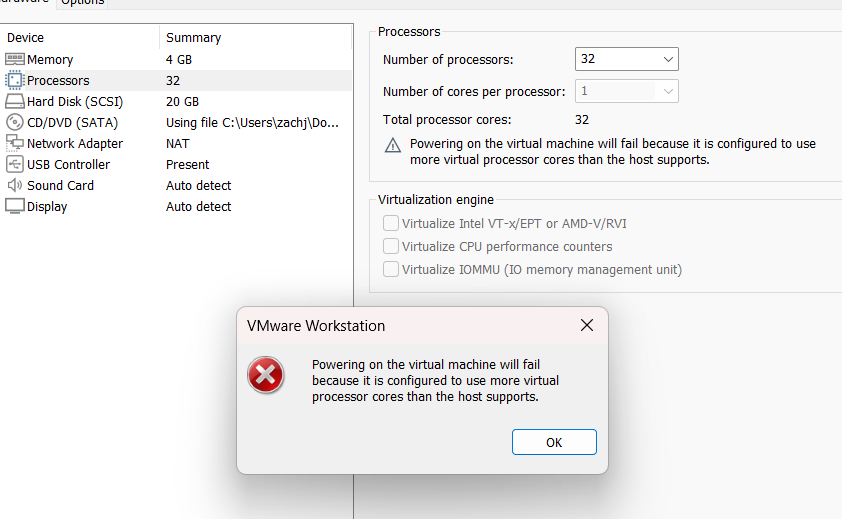 Hardware Options
Device Summary
Memory 4 GB
Processors 32
Hard Disk (SCSI) 20 GB
CD/DVD (SATA) Using file C:\Users\zachj\Do...
Network Adapter NAT
USB Controller Present
Sound Card Auto detect
Display Auto detect
Processors
Number of processors: 32
Number of cores per processor: 1
Total processor cores: 32
Powering on the virtual machine will fail because it is configured to use
more virtual processor cores than the host supports.
Virtualization engine
Virtualize Intel VT-x/EPT or AMD-V/RVI
Virtualize CPU performance counters
Virtualize IOMMU (IO memory management unit)
VMware Workstation
Powering on the virtual machine will fail
because it is configured to use more virtual
processor cores than the host supports.
OK